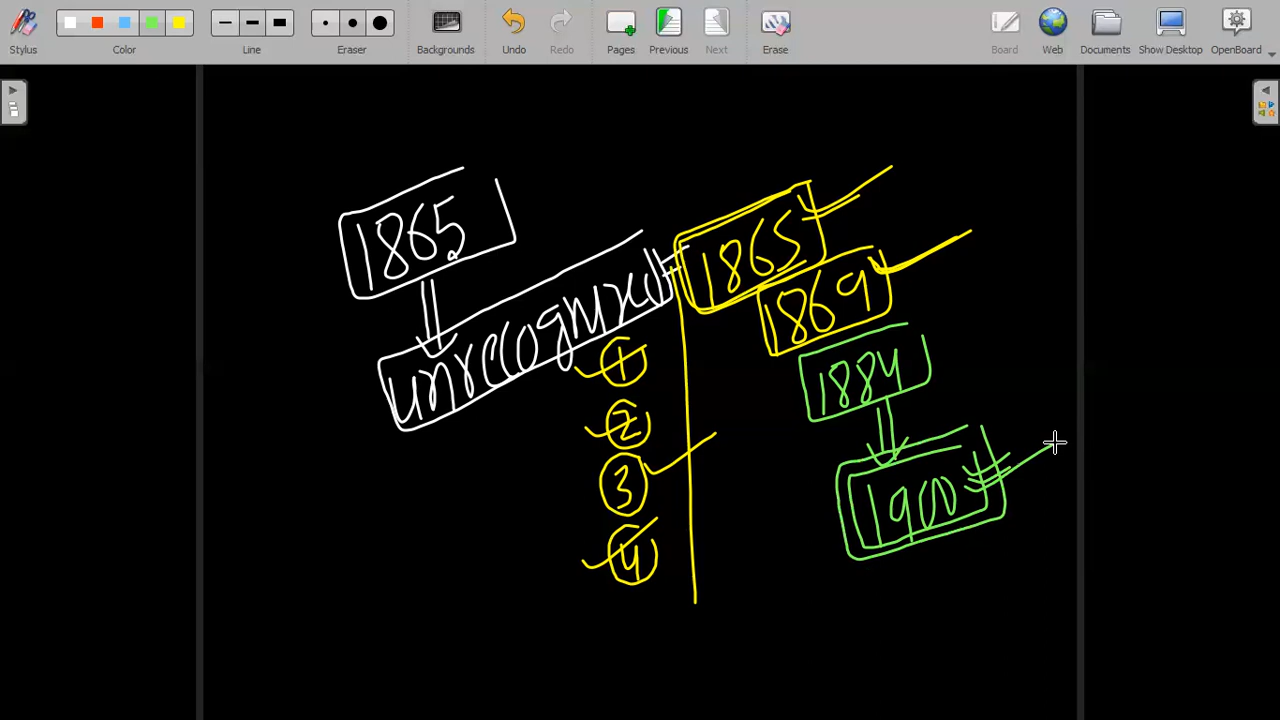 Stylus
Color
Line
Eraser
Backgrounds
Undo
Redo
Pages
Previous
Next
Erase
Board
Web
Documents
Show Desktop
OpenBoard
1865
unrecognized
1865
1869
1884
1900
1
2
3
4